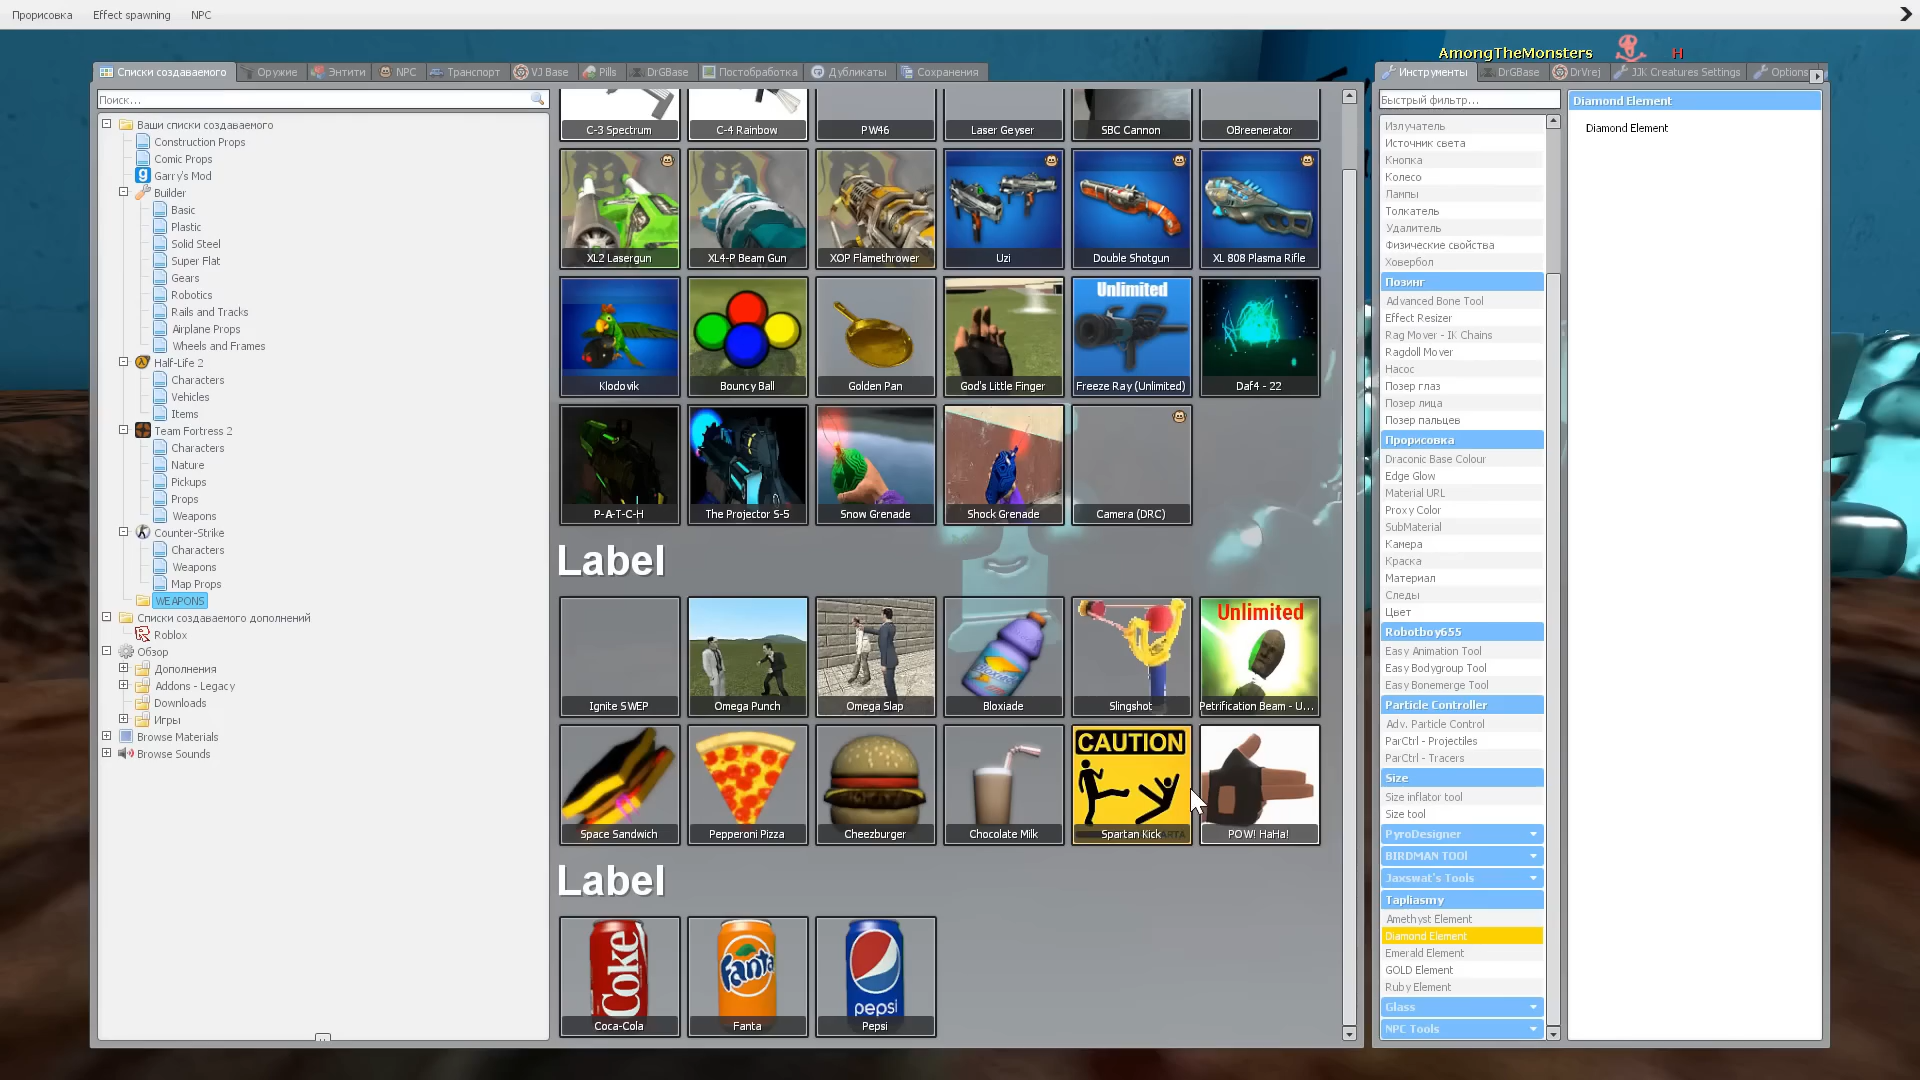 Прорисовка Effect spawning NPC
AmongTheMonsters H
Списки создаваемого Оружие Энтити NPC Транспорт VJ Base Pills DrGBase Постобработка Дубликаты Сохранения
Поиск...
Ваши списки создаваемого
Construction Props
Comic Props
Garry's Mod
Builder
Basic
Plastic
Solid Steel
Super Flat
Gears
Robotics
Rails and Tracks
Airplane Props
Wheels and Frames
Half-Life 2
Characters
Vehicles
Items
Team Fortress 2
Characters
Nature
Pickups
Props
Weapons
Counter-Strike
Characters
Weapons
Map Props
WEAPONS
Списки создаваемого дополнений
Roblox
Обзор
Дополнения
Addons - Legacy
Downloads
Игры
Browse Materials
Browse Sounds
C-3 Spectrum C-4 Rainbow PW46 Laser Geyser SBC Cannon OBreenerator
XL2 Lasergun XL4-P Beam Gun XOP Flamethrower Uzi Double Shotgun XL 808 Plasma Rifle
Unlimited
Klodovik Bouncy Ball Golden Pan God's Little Finger Freeze Ray (Unlimited) Daf4 - 22
P-A-T-C-H The Projector S-5 Snow Grenade Shock Grenade Camera (DRC)
Label
Unlimited
Ignite SWEP Omega Punch Omega Slap Bloxiade Slingshot Petrification Beam - U...
CAUTION
Space Sandwich Pepperoni Pizza Cheezburger Chocolate Milk Spartan Kick POW! HaHa!
Label
Coke Fanta pepsi
Coca-Cola Fanta Pepsi
Инструменты DrGBase DrVrej JJK Creatures Settings Options
Быстрый фильтр...
Излучатель
Источник света
Кнопка
Колесо
Лампы
Толкатель
Удалитель
Физические свойства
Ховербол
Позинг
Advanced Bone Tool
Effect Resizer
Rag Mover - IK Chains
Ragdoll Mover
Насос
Позер глаз
Позер лица
Позер пальцев
Прорисовка
Draconic Base Colour
Edge Glow
Material URL
Proxy Color
SubMaterial
Камера
Краска
Материал
Следы
Цвет
Robotboy655
Easy Animation Tool
Easy Bodygroup Tool
Easy Bonemerge Tool
Particle Controller
Adv. Particle Control
ParCtrl - Projectiles
ParCtrl - Tracers
Size
Size inflator tool
Size tool
PyroDesigner
BIRDMAN TOOl
Jaxswat's Tools
Tapliasmy
Amethyst Element
Diamond Element
Emerald Element
GOLD Element
Ruby Element
Glass
NPC Tools
Diamond Element
Diamond Element